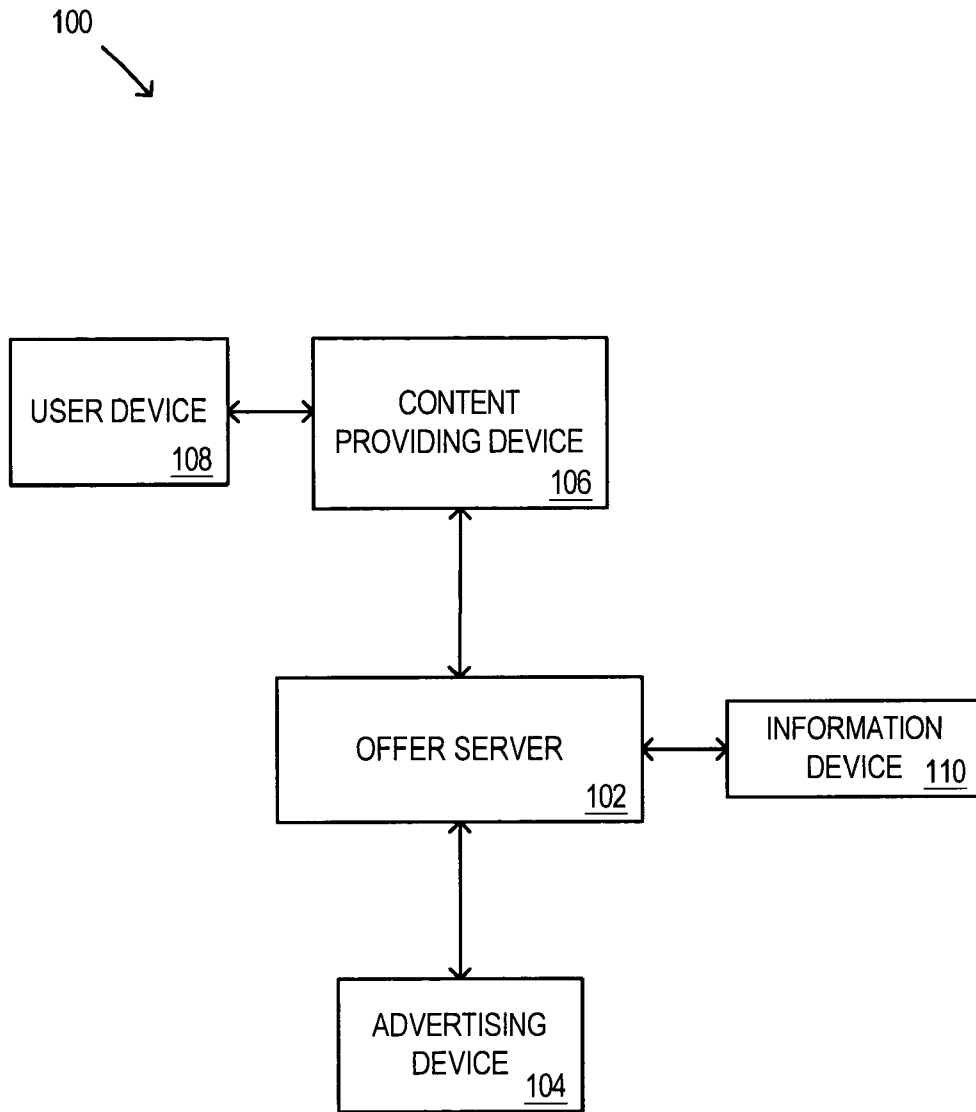 100
USER DEVICE
108
CONTENT
PROVIDING DEVICE
106
OFFER SERVER
102
INFORMATION
DEVICE
110
ADVERTISING
DEVICE
104